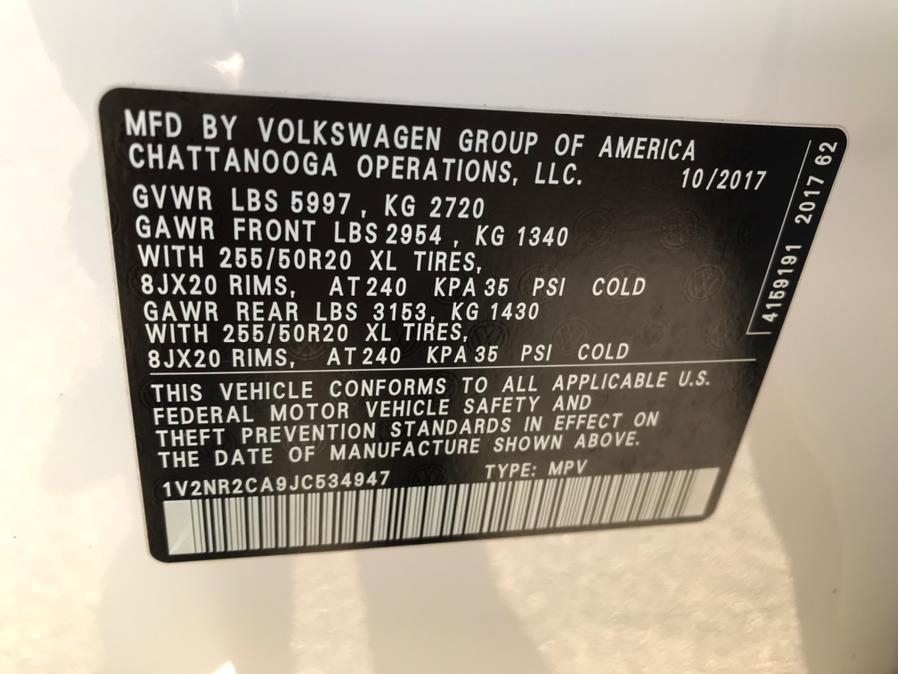 MFD BY VOLKSWAGEN GROUP OF AMERICA
CHATTANOOGA OPERATIONS, LLC. 10/2017
GVWR LBS 5997 , KG 2720
GAWR FRONT LBS 2954 , KG 1340
WITH 255/50R20 XL TIRES,
8JX20 RIMS, AT 240 KPA 35 PSI COLD
GAWR REAR LBS 3153, KG 1430
WITH 255/50R20 XL TIRES,
8JX20 RIMS, AT 240 KPA 35 PSI COLD
THIS VEHICLE CONFORMS TO ALL APPLICABLE U.S.
FEDERAL MOTOR VEHICLE SAFETY AND
THEFT PREVENTION STANDARDS IN EFFECT ON
THE DATE OF MANUFACTURE SHOWN ABOVE.
1V2NR2CA9JC534947 TYPE: MPV
4159191 2017 62